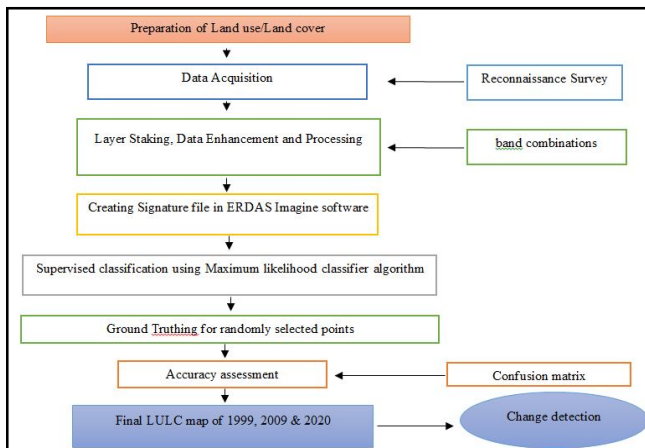 Preparation of Land use/Land cover
Data Acquisition
Reconnaissance Survey
Layer Staking, Data Enhancement and Processing
band combinations
Creating Signature file in ERDAS Imagine software
Supervised classification using Maximum likelihood classifier algorithm
Ground Truthing for randomly selected points
Accuracy assessment
Confusion matrix
Final LULC map of 1999, 2009 & 2020
Change detection